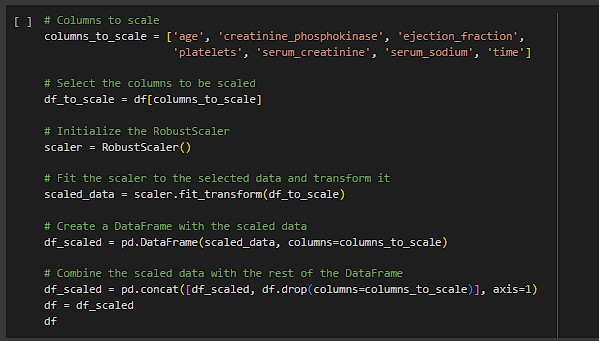 [ ] # Columns to scale
columns_to_scale = ['age', 'creatinine_phosphokinase', 'ejection_fraction',
'platelets', 'serum_creatinine', 'serum_sodium', 'time']
# Select the columns to be scaled
df_to_scale = df[columns_to_scale]
# Initialize the RobustScaler
scaler = RobustScaler()
# Fit the scaler to the selected data and transform it
scaled_data = scaler.fit_transform(df_to_scale)
# Create a DataFrame with the scaled data
df_scaled = pd.DataFrame(scaled_data, columns=columns_to_scale)
# Combine the scaled data with the rest of the DataFrame
df_scaled = pd.concat([df_scaled, df.drop(columns=columns_to_scale)], axis=1)
df = df_scaled
df